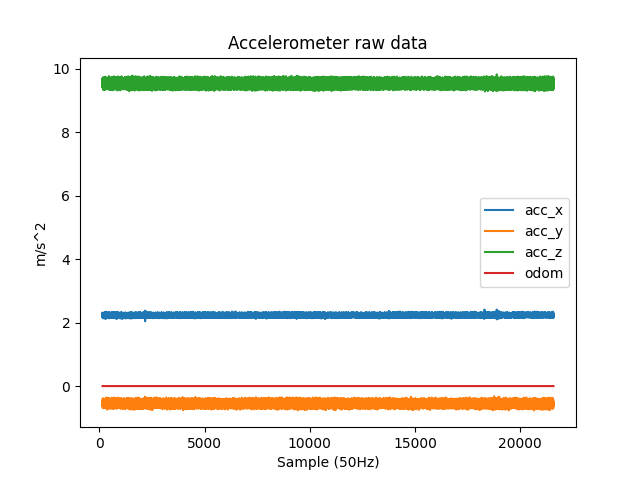 Accelerometer raw data
10
8
6
4
2
0
m/s^2
acc_x
acc_y
acc_z
odom
0
5000
10000
15000
20000
Sample (50Hz)